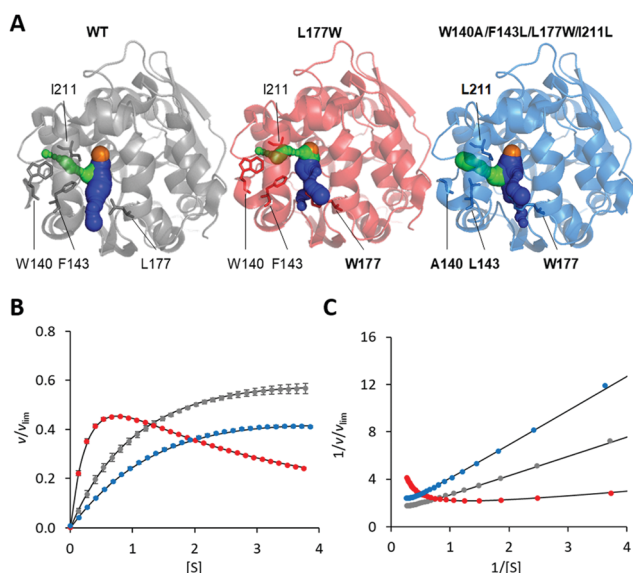 A
WT
L177W
W140A/F143L/L177W/I211L
I211
I211
L211
W140 F143 L177
W140 F143 W177
A140 L143 W177
B
C
0.8
0.6
0.4
0.2
0.0
v/vlim
0 1 2 3 4
[S]
16
12
8
4
0
1/v/vlim
0 1 2 3 4
1/[S]